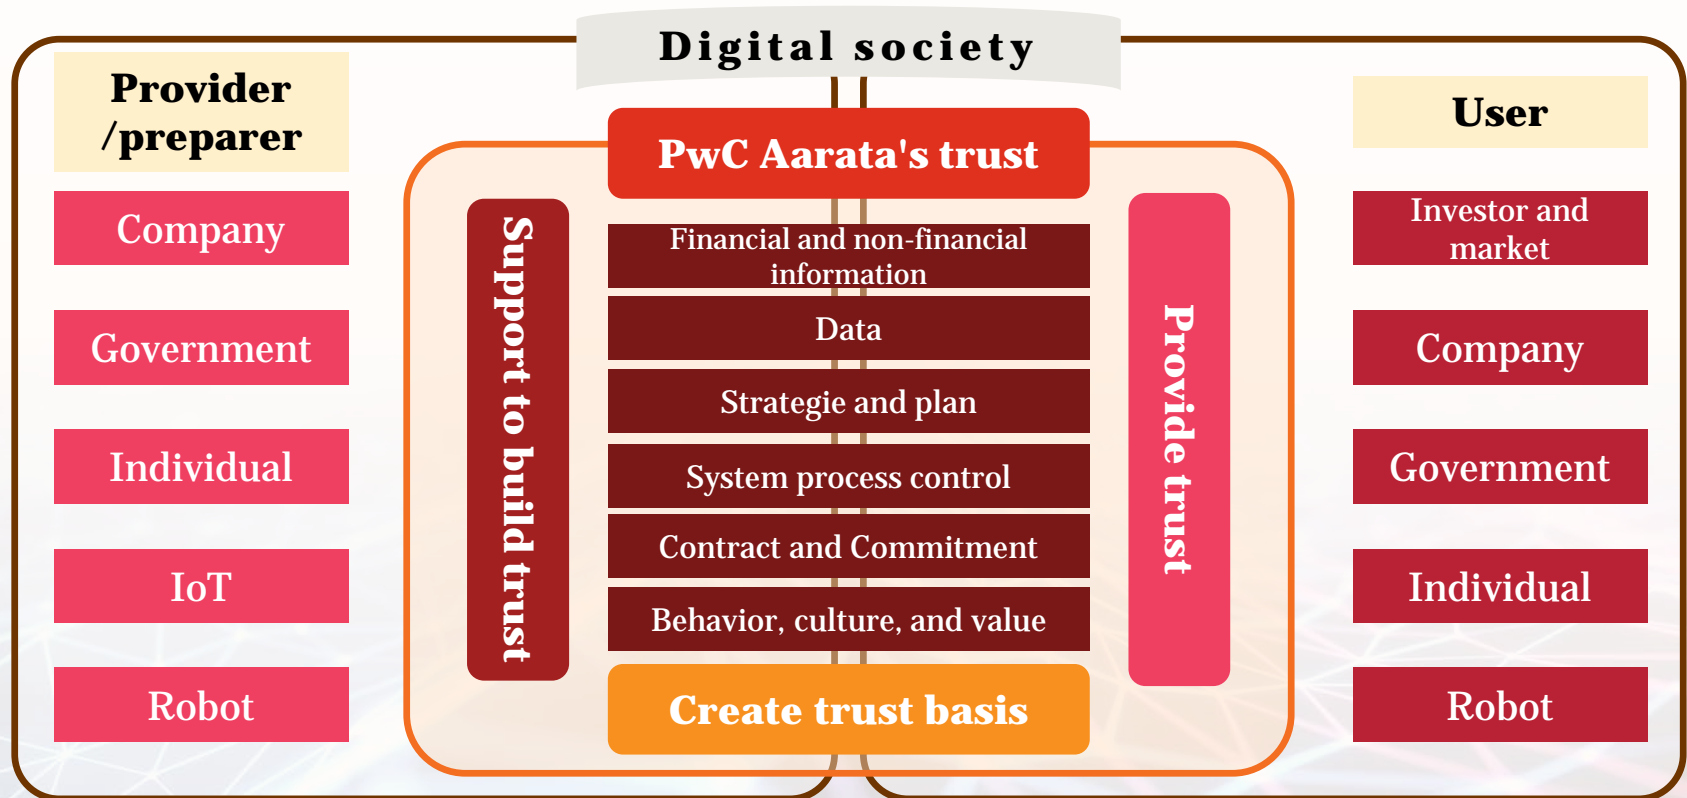 Digital society
Provider
/preparer
Company
Government
Individual
IoT
Robot
PwC Aarata's trust
Support to build trust
Financial and non-financial
information
Data
Strategie and plan
System process control
Contract and Commitment
Behavior, culture, and value
Create trust basis
Provide trust
User
Investor and
market
Company
Government
Individual
Robot